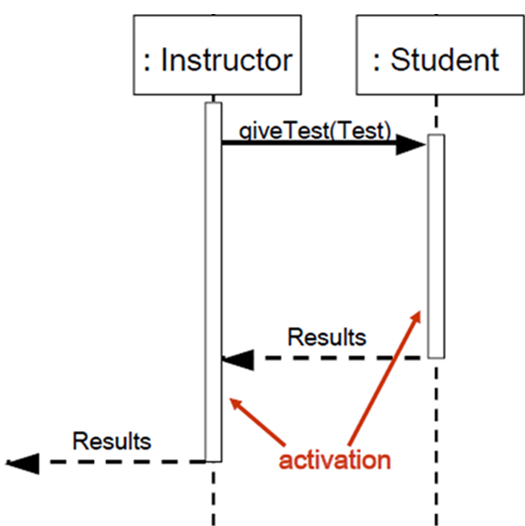 : Instructor
: Student
giveTest(Test)
Results
Results
activation